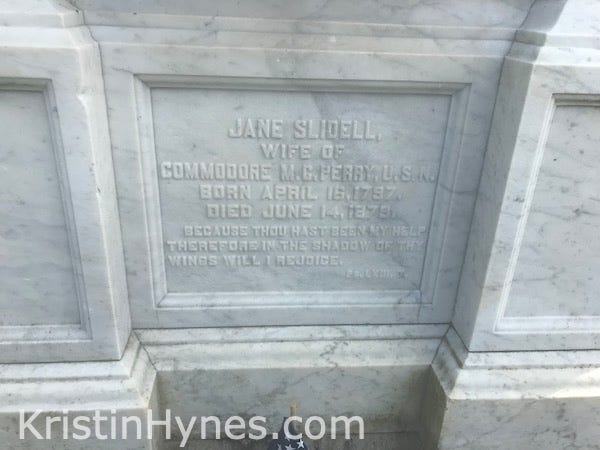 JANE SLIDELL,
WIFE OF
COMMODORE M.C. PERRY, U.S.N.
BORN APRIL 16, 1797.
DIED JUNE 14, 1879.
BECAUSE THOU HAST BEEN MY HELP
THEREFORE IN THE SHADOW OF THY
WINGS WILL I REJOICE.
KristinHynes.com